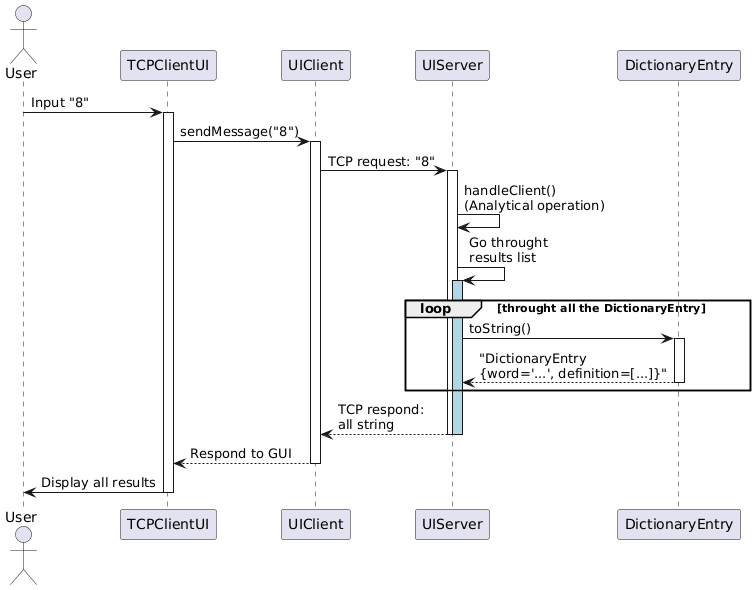 User
TCPClientUI
UIClient
UIServer
DictionaryEntry
Input "8"
sendMessage("8")
TCP request: "8"
handleClient()
(Analytical operation)
Go throught
results list
loop [throught all the DictionaryEntry]
toString()
"DictionaryEntry
{word='...', definition=[...]}"
TCP respond:
all string
Respond to GUI
Display all results
User
TCPClientUI
UIClient
UIServer
DictionaryEntry